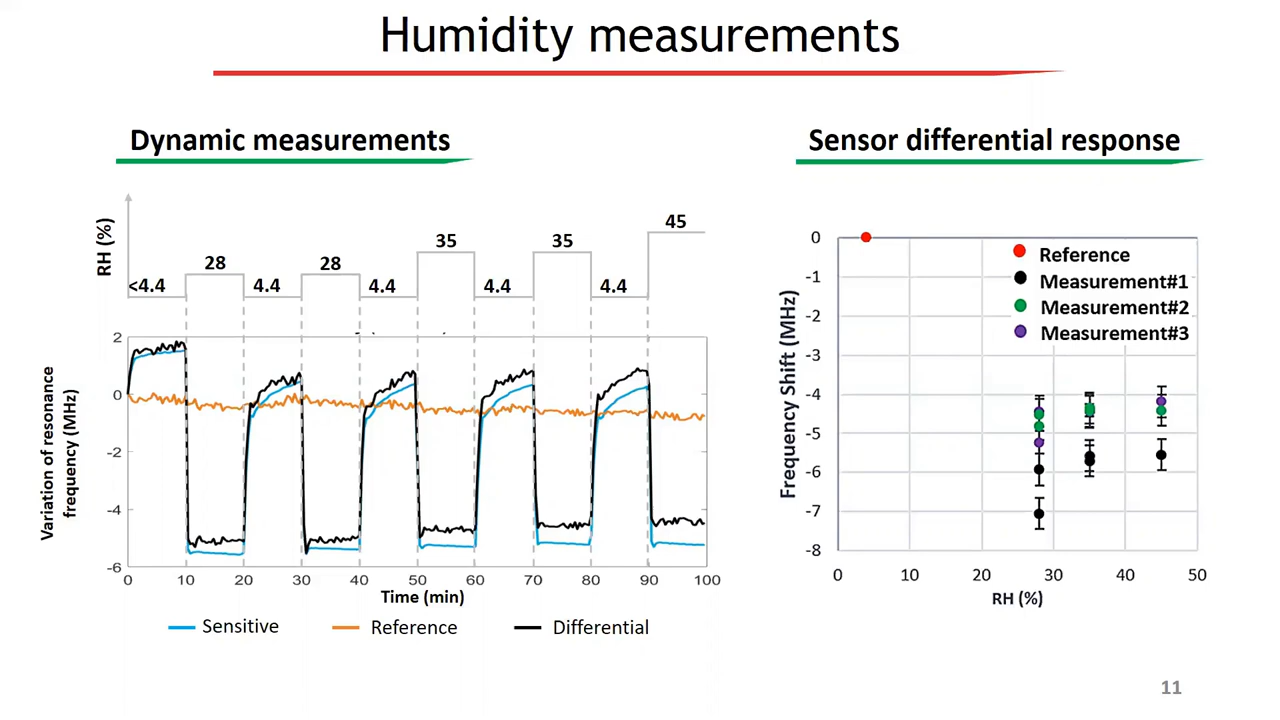 Humidity measurements
Dynamic measurements
RH (%)
<4.4
28
4.4
28
4.4
35
4.4
35
4.4
45
Variation of resonance
frequency (MHz)
2
0
-2
-4
-6
0 10 20 30 40 50 60 70 80 90 100
Time (min)
Sensitive Reference Differential
Sensor differential response
Frequency Shift (MHz)
0
-1
-2
-3
-4
-5
-6
-7
-8
Reference
Measurement#1
Measurement#2
Measurement#3
0 10 20 30 40 50
RH (%)
11